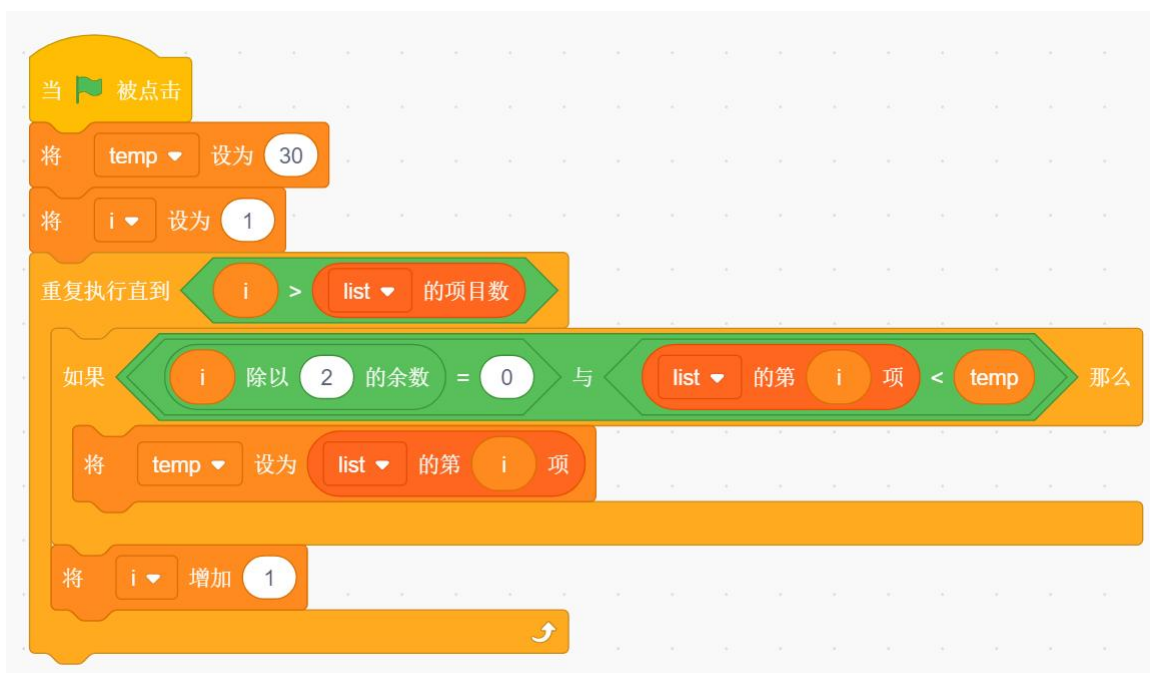 当 被点击
将 temp 设为 30
将 i 设为 1
重复执行直到 i > list 的项目数
如果 i 除以 2 的余数 = 0 与 list 的第 i 项 < temp 那么
将 temp 设为 list 的第 i 项
将 i 增加 1